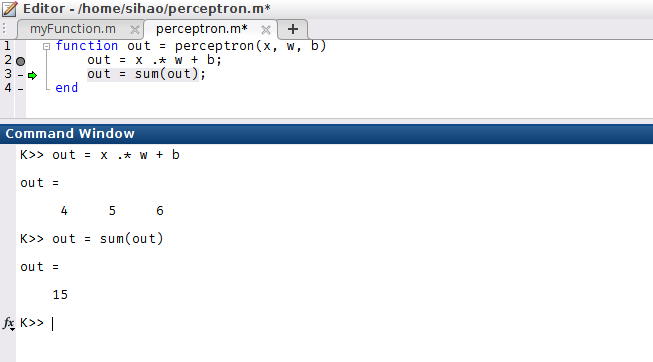 Editor - /home/sihao/perceptron.m*
myFunction.m × perceptron.m* × +
1 function out = perceptron(x, w, b)
2 out = x .* w + b;
3 – out = sum(out);
4 – end
Command Window
K>> out = x .* w + b
out =
4 5 6
K>> out = sum(out)
out =
15
fx K>>